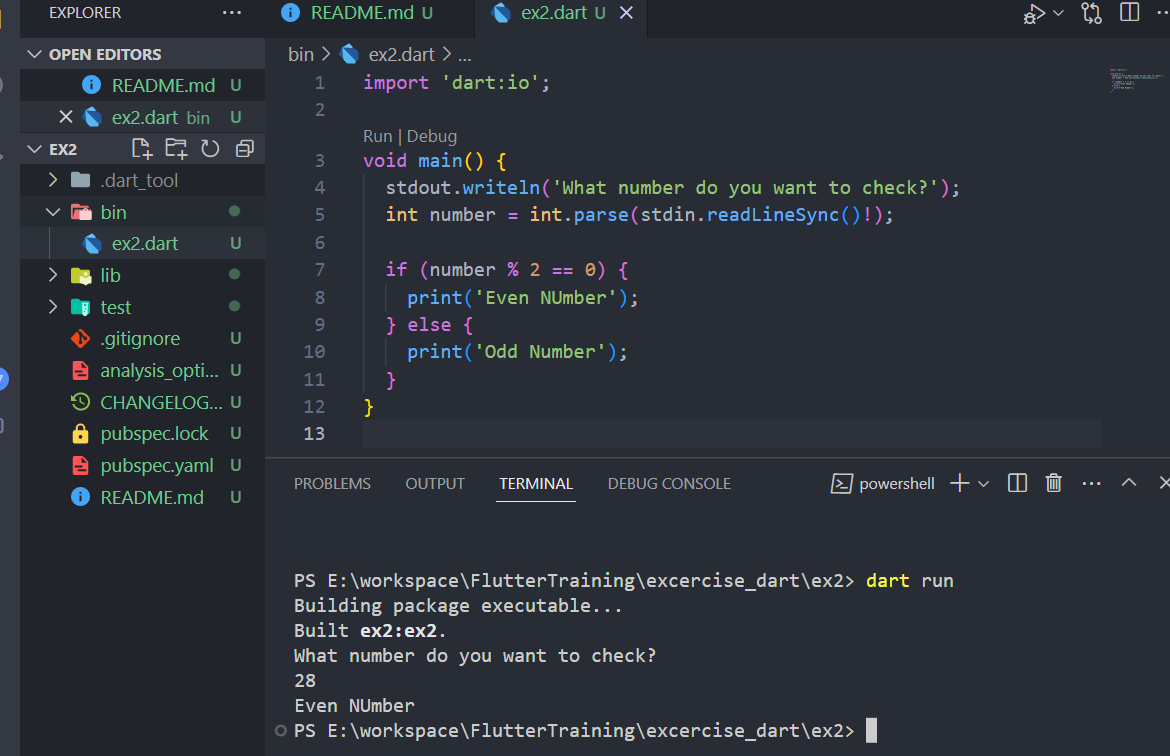 EXPLORER ...
OPEN EDITORS
README.md U
ex2.dart bin U
EX2
.dart_tool
bin
ex2.dart U
lib
test
.gitignore U
analysis_opti... U
CHANGELOG... U
pubspec.lock U
pubspec.yaml U
README.md U
README.md U
ex2.dart U
bin > ex2.dart > ...
1 import 'dart:io';
2
Run | Debug
3 void main() {
4 stdout.writeln('What number do you want to check?');
5 int number = int.parse(stdin.readLineSync()!);
6
7 if (number % 2 == 0) {
8 print('Even NUmber');
9 } else {
10 print('Odd Number');
11 }
12 }
13
PROBLEMS OUTPUT TERMINAL DEBUG CONSOLE powershell
PS E:\workspace\FlutterTraining\excercise_dart\ex2> dart run
Building package executable...
Built ex2:ex2.
What number do you want to check?
28
Even NUmber
PS E:\workspace\FlutterTraining\excercise_dart\ex2>